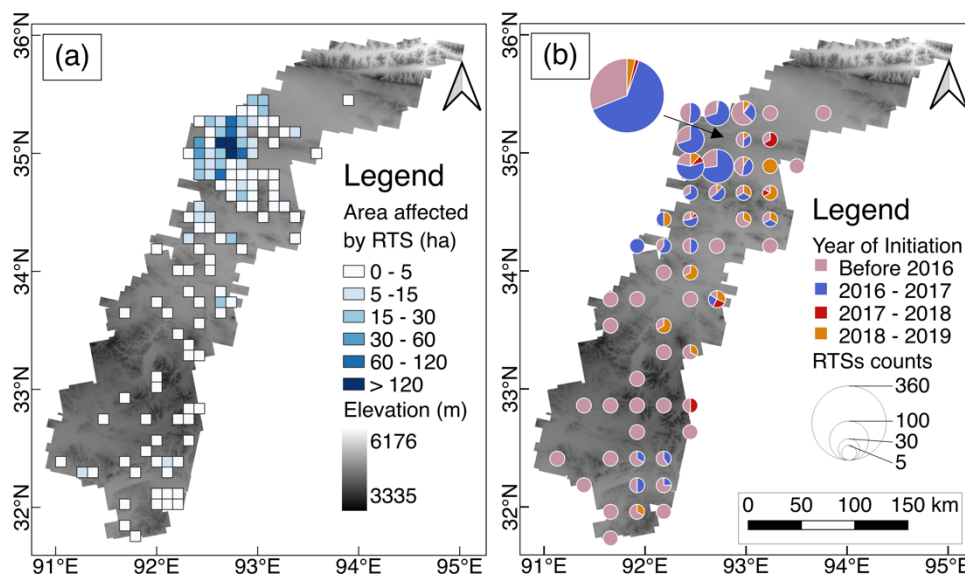 (a)
36°N
35°N
34°N
33°N
32°N
91°E 92°E 93°E 94°E 95°E
Legend
Area affected
by RTS (ha)
0 - 5
5 -15
15 - 30
30 - 60
60 - 120
> 120
Elevation (m)
6176
3335
(b)
36°N
35°N
34°N
33°N
32°N
91°E 92°E 93°E 94°E 95°E
Legend
Year of Initiation
Before 2016
2016 - 2017
2017 - 2018
2018 - 2019
RTSs counts
360
100
30
5
0 50 100 150 km